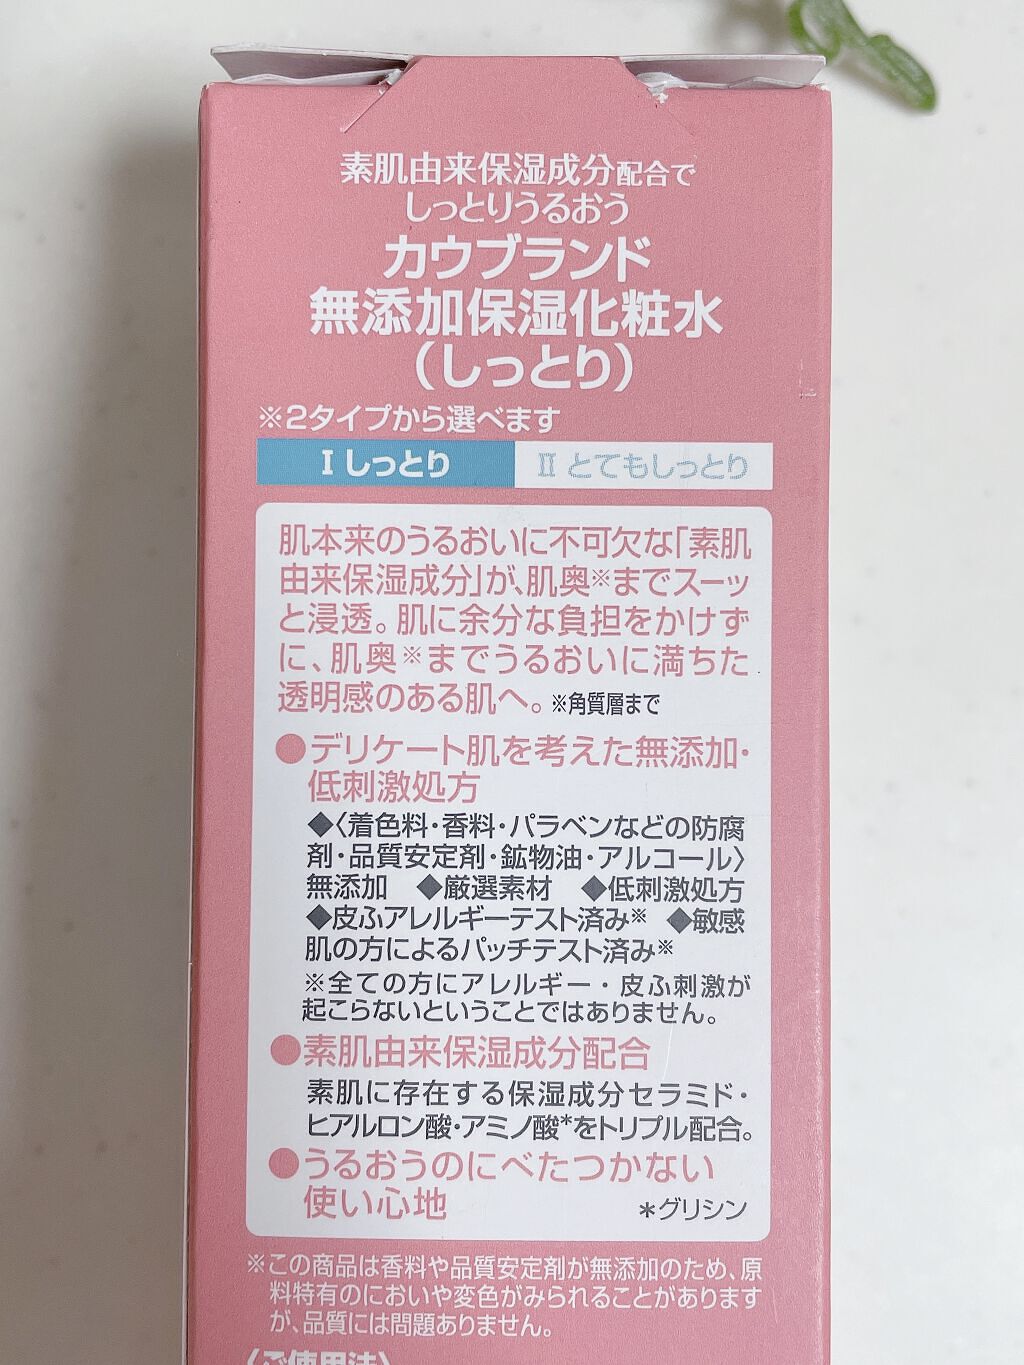 素肌由来保湿成分配合で
しっとりうるおう
カウブランド
無添加保湿化粧水
(しっとり)
※2タイプから選べます
I しっとり II とてもしっとり
肌本来のうるおいに不可欠な「素肌
由来保湿成分」が、肌奥※までスーッ
と浸透。肌に余分な負担をかけず
に、肌奥※までうるおいに満ちた
透明感のある肌へ。※角質層まで
●デリケート肌を考えた無添加・
低刺激処方
◆〈着色料・香料・パラベンなどの防腐
剤・品質安定剤・鉱物油・アルコール〉
無添加 ◆厳選素材 ◆低刺激処方
◆皮ふアレルギーテスト済み※ ◆敏感
肌の方によるパッチテスト済み※
※全ての方にアレルギー・皮ふ刺激が
起こらないということではありません。
●素肌由来保湿成分配合
素肌に存在する保湿成分セラミド・
ヒアルロン酸・アミノ酸*をトリプル配合。
●うるおうのにべたつかない
使い心地 *グリシン
※この商品は香料や品質安定剤が無添加のため、原
料特有のにおいや変色がみられることがあります
が、品質には問題ありません。
〈ご使用法〉